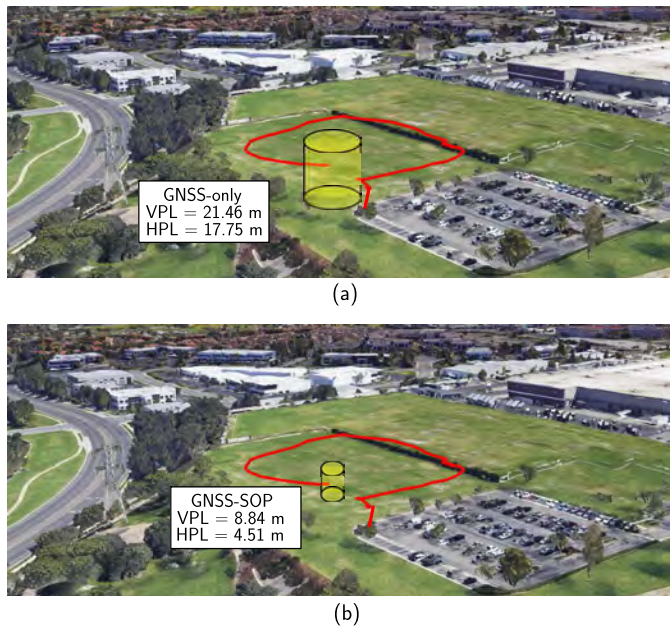 GNSS-only
VPL = 21.46 m
HPL = 17.75 m
(a)
GNSS-SOP
VPL = 8.84 m
HPL = 4.51 m
(b)